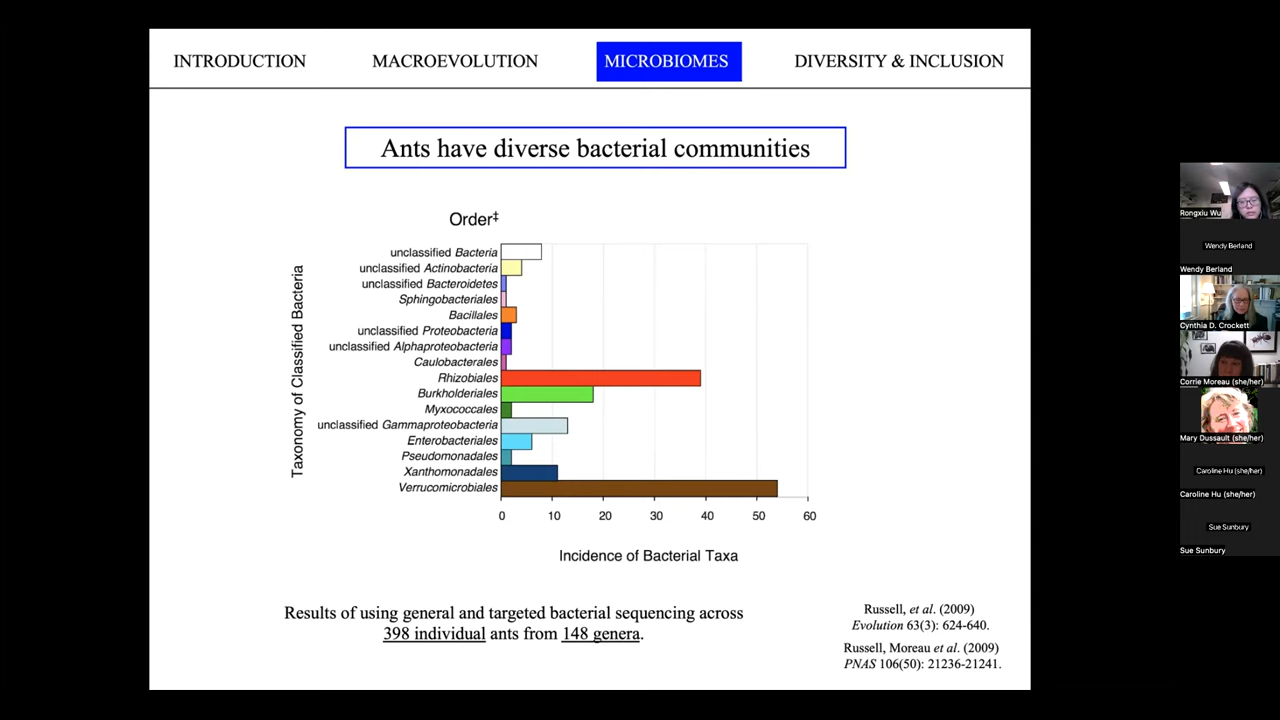 INTRODUCTION MACROEVOLUTION MICROBIOMES DIVERSITY & INCLUSION
Ants have diverse bacterial communities
Order‡
Taxonomy of Classified Bacteria
unclassified Bacteria
unclassified Actinobacteria
unclassified Bacteroidetes
Sphingobacteriales
Bacillales
unclassified Proteobacteria
unclassified Alphaproteobacteria
Caulobacterales
Rhizobiales
Burkholderiales
Myxococcales
unclassified Gammaproteobacteria
Enterobacteriales
Pseudomonadales
Xanthomonadales
Verrucomicrobiales
0 10 20 30 40 50 60
Incidence of Bacterial Taxa
Results of using general and targeted bacterial sequencing across
398 individual ants from 148 genera.
Russell, et al. (2009)
Evolution 63(3): 624-640.
Russell, Moreau et al. (2009)
PNAS 106(50): 21236-21241.
Rongxiu Wu
Wendy Berland
Wendy Berland
Cynthia D. Crockett
Corrie Moreau (she/her)
Mary Dussault (she/her)
Caroline Hu (she/her)
Caroline Hu (she/her)
Sue Sunbury
Sue Sunbury